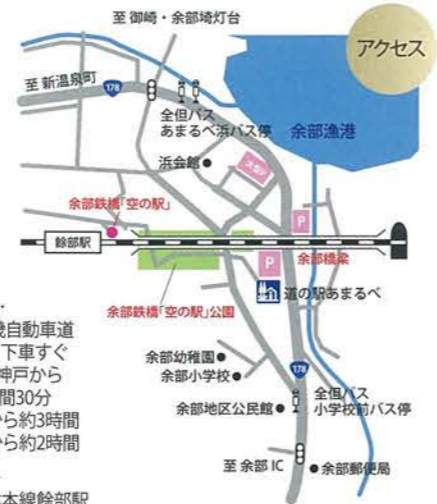 至 御崎・余部埼灯台
アクセス
至 新温泉町
178
全但バス
あまるべ浜バス停
余部漁港
浜会館
大型P
余部鉄橋「空の駅」
P
餘部駅
余部橋梁
P
道の駅あまるべ
余部鉄橋「空の駅」公園
自動車道
下車すぐ
神戸から
間30分
から約3時間
から約2時間
余部幼稚園
余部小学校
178
全但バス
小学校前バス停
余部地区公民館
至 余部 IC
余部郵便局
本線餘部駅